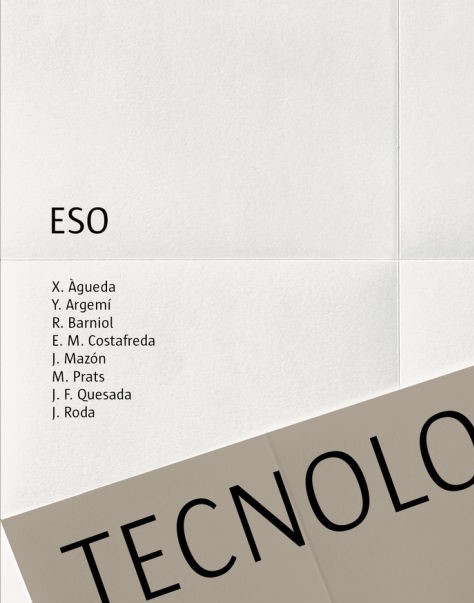 ESO
X. Àgueda
Y. Argemí
R. Barniol
E. M. Costafreda
J. Mazón
M. Prats
J. F. Quesada
J. Roda
TECNOLO